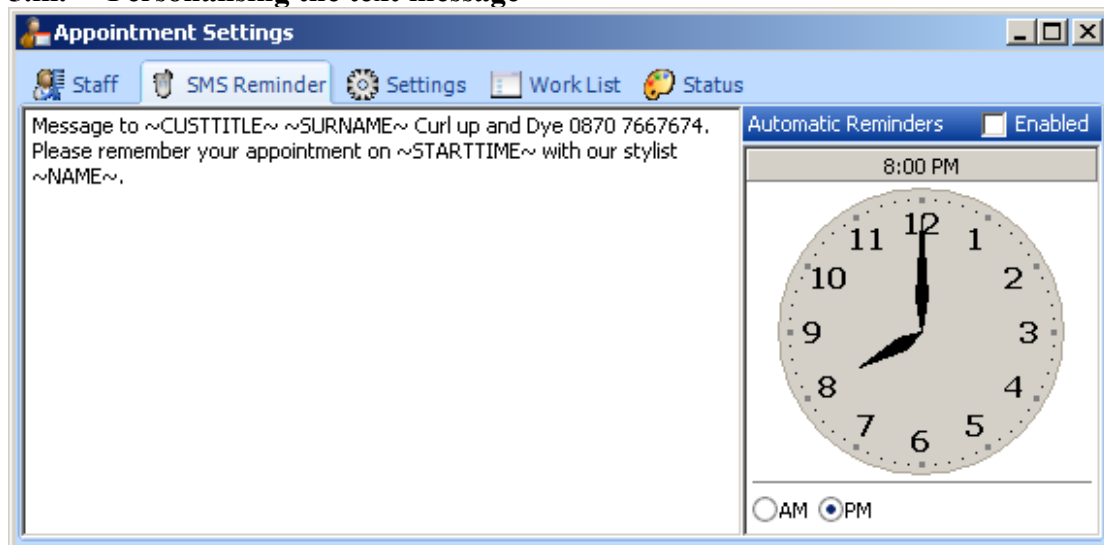 Personalising the text message
Appointment Settings
Staff SMS Reminder Settings Work List Status
Message to ~CUSTTITLE~ ~SURNAME~ Curl up and Dye 0870 7667674.
Please remember your appointment on ~STARTTIME~ with our stylist
~NAME~.
Automatic Reminders Enabled
8:00 PM
12
11 1
10 2
9 3
8 4
7 5
6
AM PM